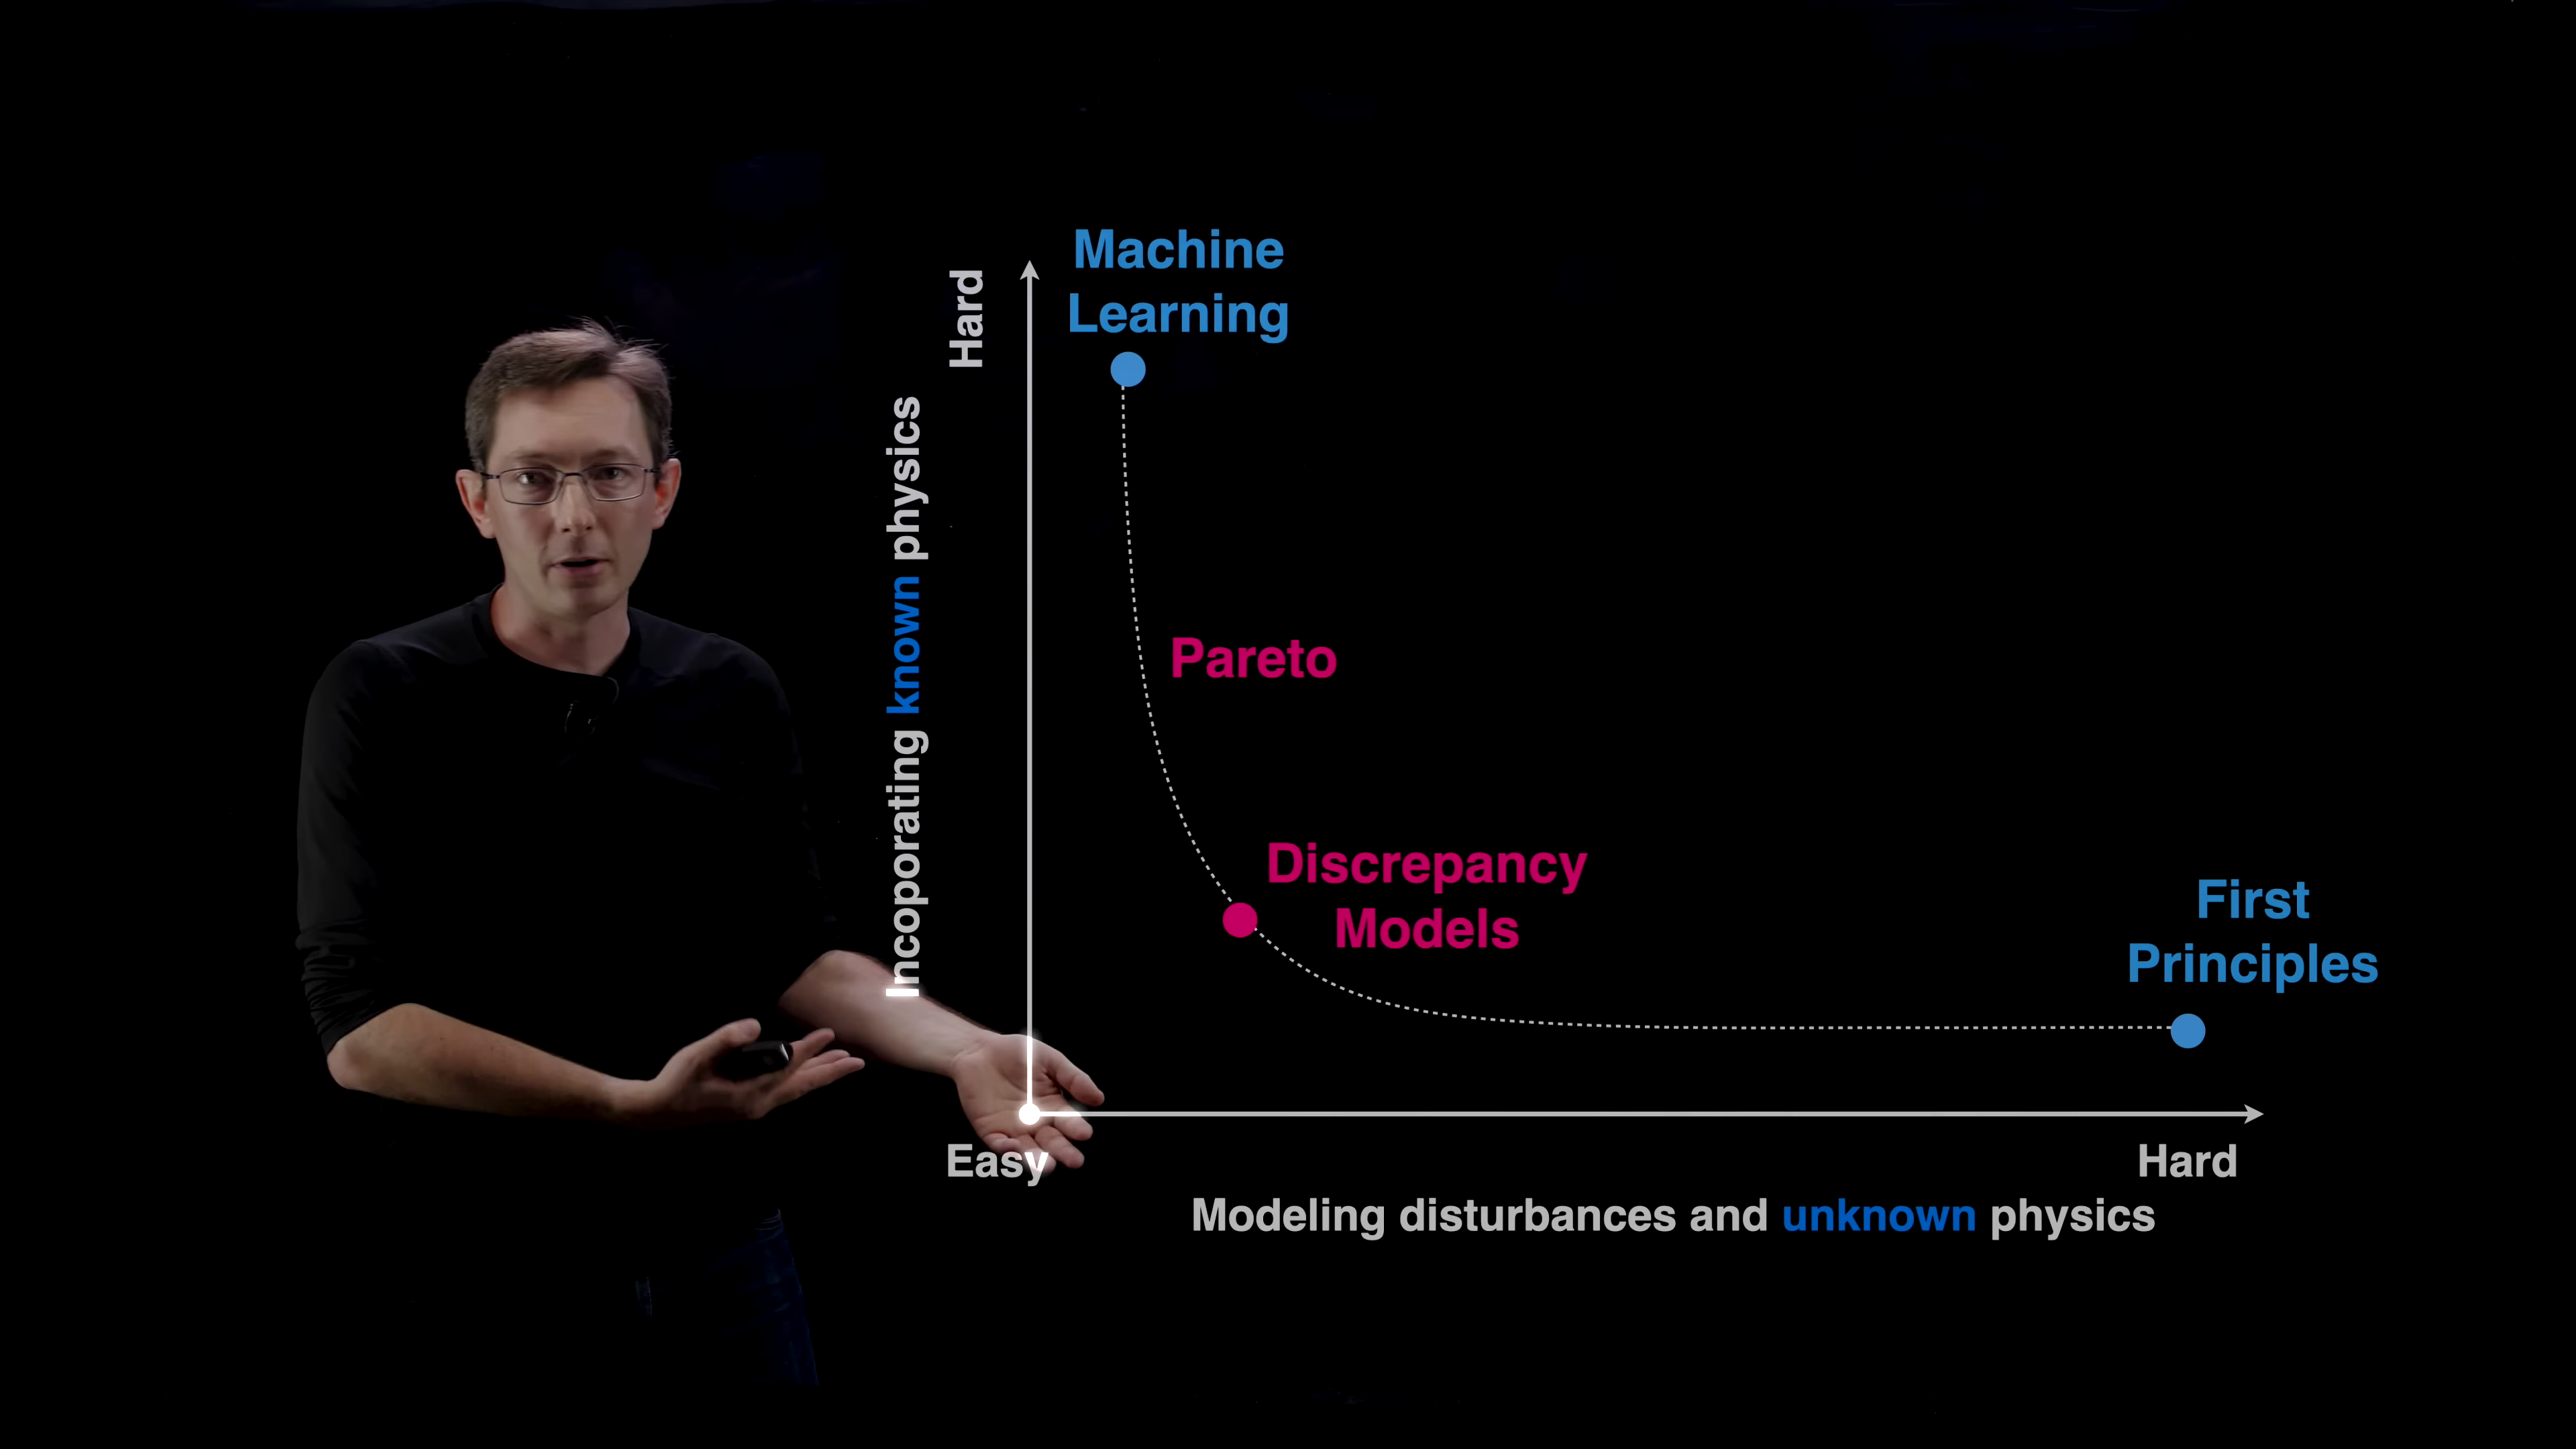 Machine
Learning
Hard
Incoporating known physics
Pareto
Discrepancy
Models
First
Principles
Easy
Hard
Modeling disturbances and unknown physics